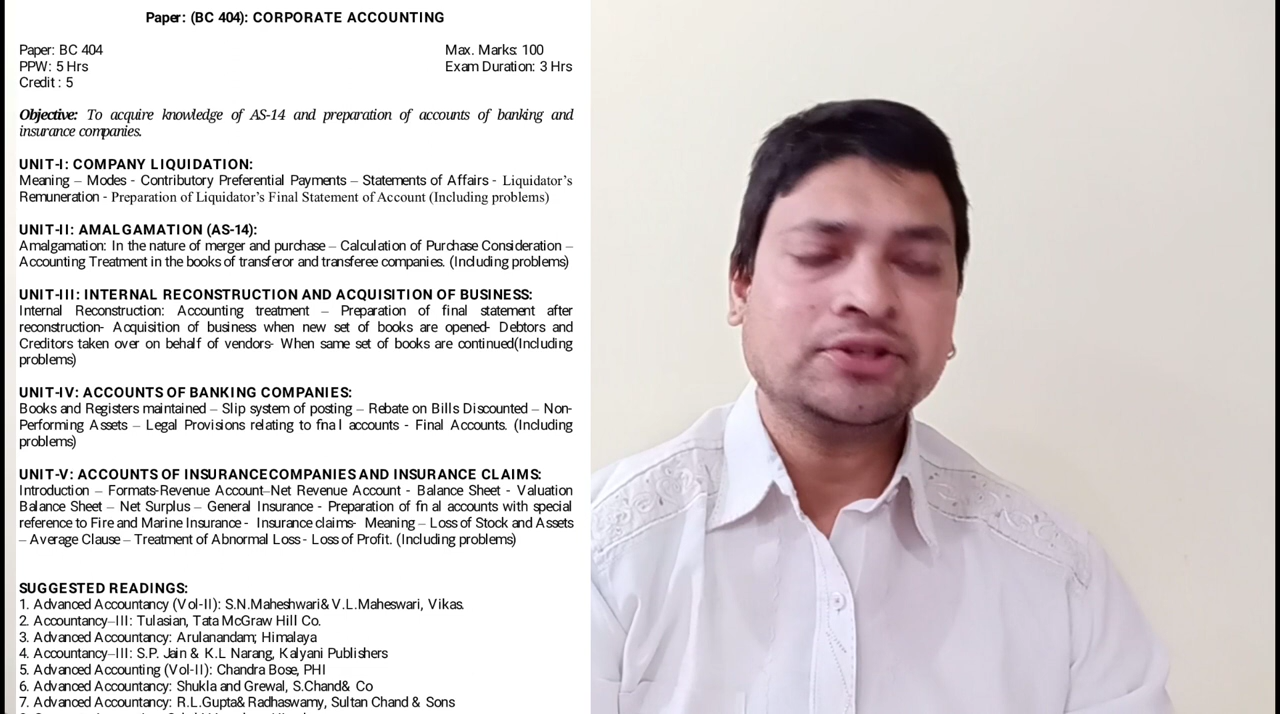 Paper: (BC 404): CORPORATE ACCOUNTING
Paper: BC 404
Max. Marks: 100
PPW: 5 Hrs
Exam Duration: 3 Hrs
Credit : 5
Objective: To acquire knowledge of AS-14 and preparation of accounts of banking and
insurance companies.
UNIT-I: COMPANY LIQUIDATION:
Meaning – Modes - Contributory Preferential Payments – Statements of Affairs - Liquidator's
Remuneration - Preparation of Liquidator's Final Statement of Account (Including problems)
UNIT-II: AMALGAMATION (AS-14):
Amalgamation: In the nature of merger and purchase – Calculation of Purchase Consideration –
Accounting Treatment in the books of transferor and transferee companies. (Including problems)
UNIT-III: INTERNAL RECONSTRUCTION AND ACQUISITION OF BUSINESS:
Internal Reconstruction: Accounting treatment – Preparation of final statement after
reconstruction- Acquisition of business when new set of books are opened- Debtors and
Creditors taken over on behalf of vendors- When same set of books are continued(Including
problems)
UNIT-IV: ACCOUNTS OF BANKING COMPANIES:
Books and Registers maintained – Slip system of posting – Rebate on Bills Discounted – Non-
Performing Assets – Legal Provisions relating to fna l accounts - Final Accounts. (Including
problems)
UNIT-V: ACCOUNTS OF INSURANCE COMPANIES AND INSURANCE CLAIMS:
Introduction – Formats-Revenue Account–Net Revenue Account - Balance Sheet - Valuation
Balance Sheet – Net Surplus – General Insurance - Preparation of fn al accounts with special
reference to Fire and Marine Insurance - Insurance claims- Meaning – Loss of Stock and Assets
– Average Clause – Treatment of Abnormal Loss - Loss of Profit. (Including problems)
SUGGESTED READINGS:
1. Advanced Accountancy (Vol-II): S.N.Maheshwari& V.L.Maheswari, Vikas.
2. Accountancy–III: Tulasian, Tata McGraw Hill Co.
3. Advanced Accountancy: Arulanandam; Himalaya
4. Accountancy–III: S.P. Jain & K.L Narang, Kalyani Publishers
5. Advanced Accounting (Vol-II): Chandra Bose, PHI
6. Advanced Accountancy: Shukla and Grewal, S.Chand& Co
7. Advanced Accountancy: R.L.Gupta& Radhaswamy, Sultan Chand & Sons